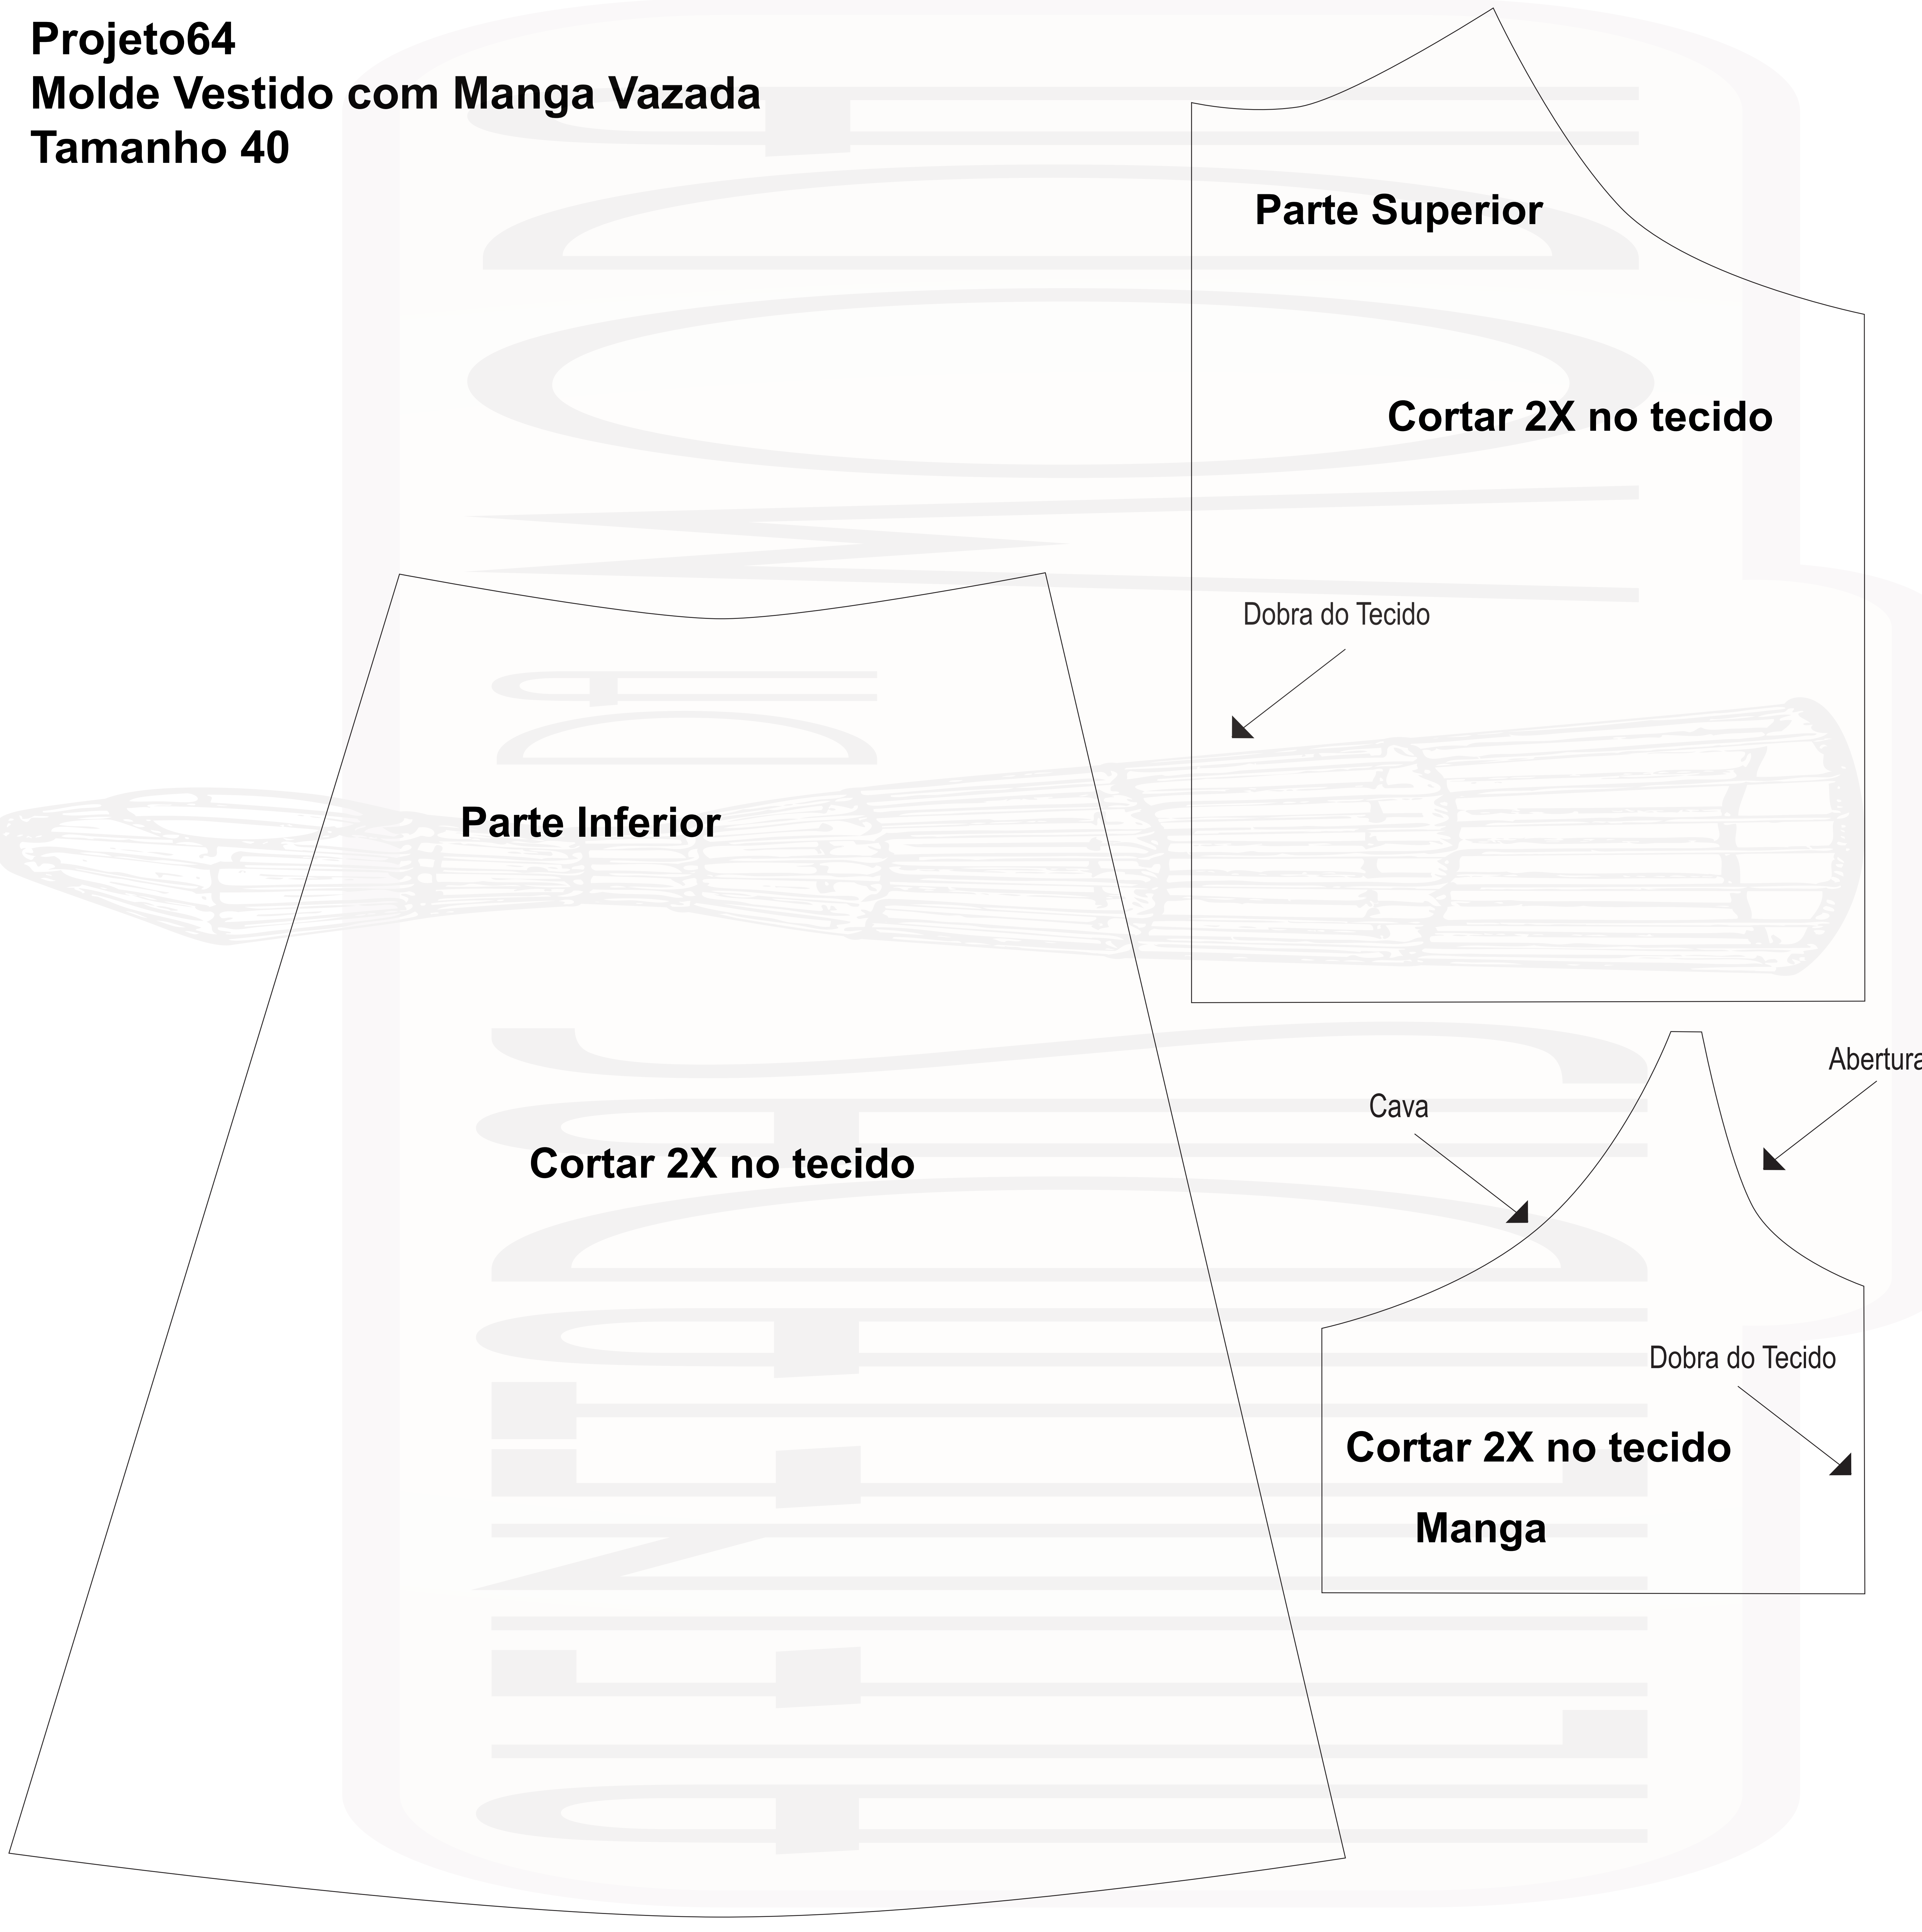 Projeto64
Molde Vestido com Manga Vazada
Tamanho 40
Parte Superior
Cortar 2X no tecido
Dobra do Tecido
Parte Inferior
Cortar 2X no tecido
Cava
Abertura
Dobra do Tecido
Cortar 2X no tecido
Manga